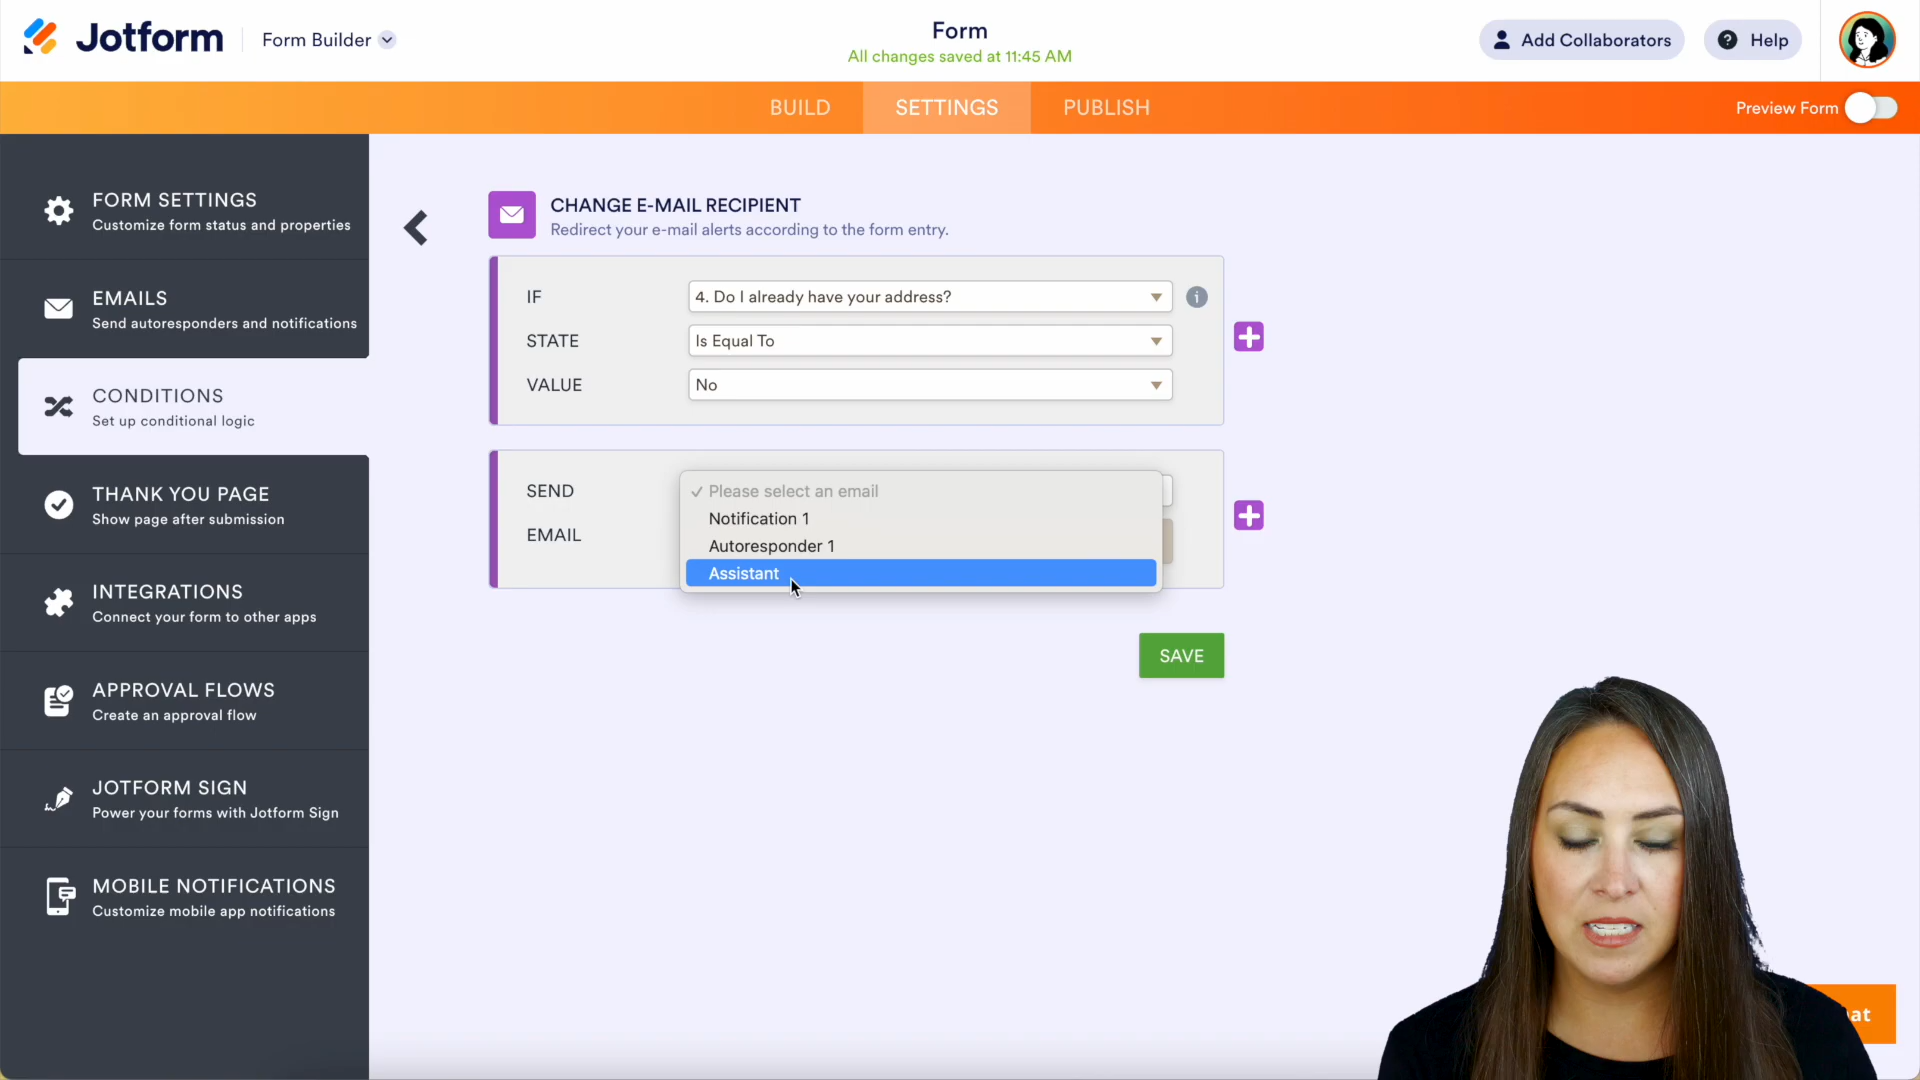 Jotform
Form Builder
Form
All changes saved at 11:45 AM
Add Collaborators
Help
BUILD
SETTINGS
PUBLISH
Preview Form
FORM SETTINGS
Customize form status and properties
EMAILS
Send autoresponders and notifications
CONDITIONS
Set up conditional logic
THANK YOU PAGE
Show page after submission
INTEGRATIONS
Connect your form to other apps
APPROVAL FLOWS
Create an approval flow
JOTFORM SIGN
Power your forms with Jotform Sign
MOBILE NOTIFICATIONS
Customize mobile app notifications
CHANGE E-MAIL RECIPIENT
Redirect your e-mail alerts according to the form entry.
IF
4. Do I already have your address?
STATE
Is Equal To
VALUE
No
SEND
Please select an email
Notification 1
EMAIL
Autoresponder 1
Assistant
SAVE
at